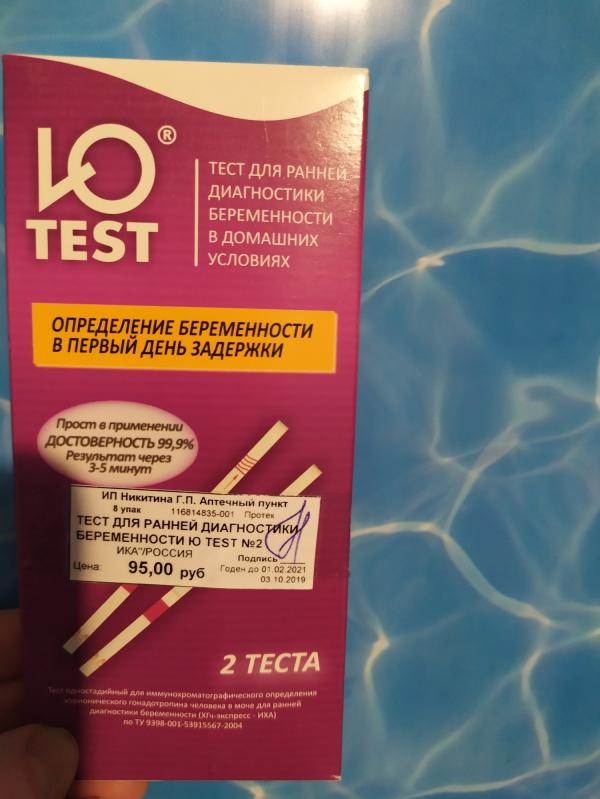 Ю®
TEST
ТЕСТ ДЛЯ РАННЕЙ
ДИАГНОСТИКИ
БЕРЕМЕННОСТИ
В ДОМАШНИХ
УСЛОВИЯХ
ОПРЕДЕЛЕНИЕ БЕРЕМЕННОСТИ
В ПЕРВЫЙ ДЕНЬ ЗАДЕРЖКИ
Прост в применении
ДОСТОВЕРНОСТЬ 99,9%
Результат через
3-5 минут
ИП Никитина Г.П. Аптечный пункт
8 упак 116814835-001 Протек
ТЕСТ ДЛЯ РАННЕЙ ДИАГНОСТИКИ
БЕРЕМЕННОСТИ Ю TEST №2
ИКА"/РОССИЯ Подпись
Цена: 95,00 руб Годен до 01.02.2021
03.10.2019
2 ТЕСТА
Тест одностадийный для иммунохроматографического определения
хорионического гонадотропина человека в моче для ранней
диагностики беременности (ХГч-экспресс - ИХА)
по ТУ 9398-001-53915567-2004